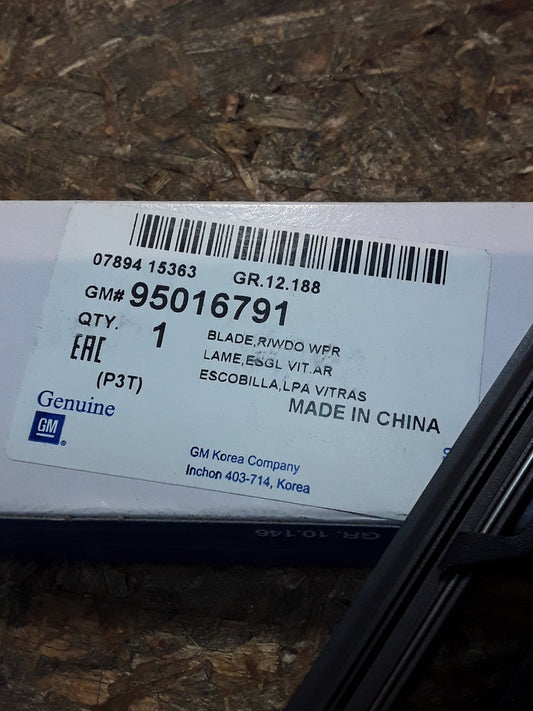 07894 15363 GR.12.188
GM# 95016791
QTY. 1
BLADE,R/WDO WPR
LAME,ESGL VIT.AR
ESCOBILLA,LPA V/TRAS
EAC
(P3T)
MADE IN CHINA
Genuine
GM
GM Korea Company
Inchon 403-714, Korea
GR. 10.146